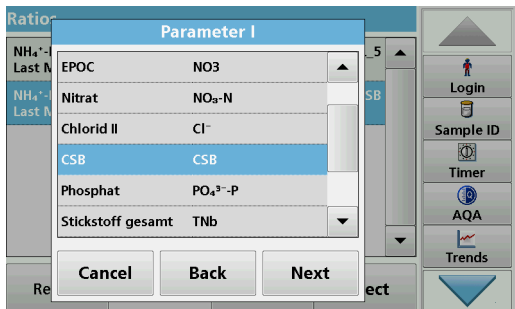 Ratios
Parameter I
NH₄⁺-
_5
Last M
NH₄⁺-
SB
Last M
EPOC NO3
Nitrat NO₃-N
Chlorid II Cl⁻
CSB CSB
Phosphat PO₄³⁻-P
Stickstoff gesamt TNb
Cancel Back Next
Re
ect
Login
Sample ID
Timer
AQA
Trends